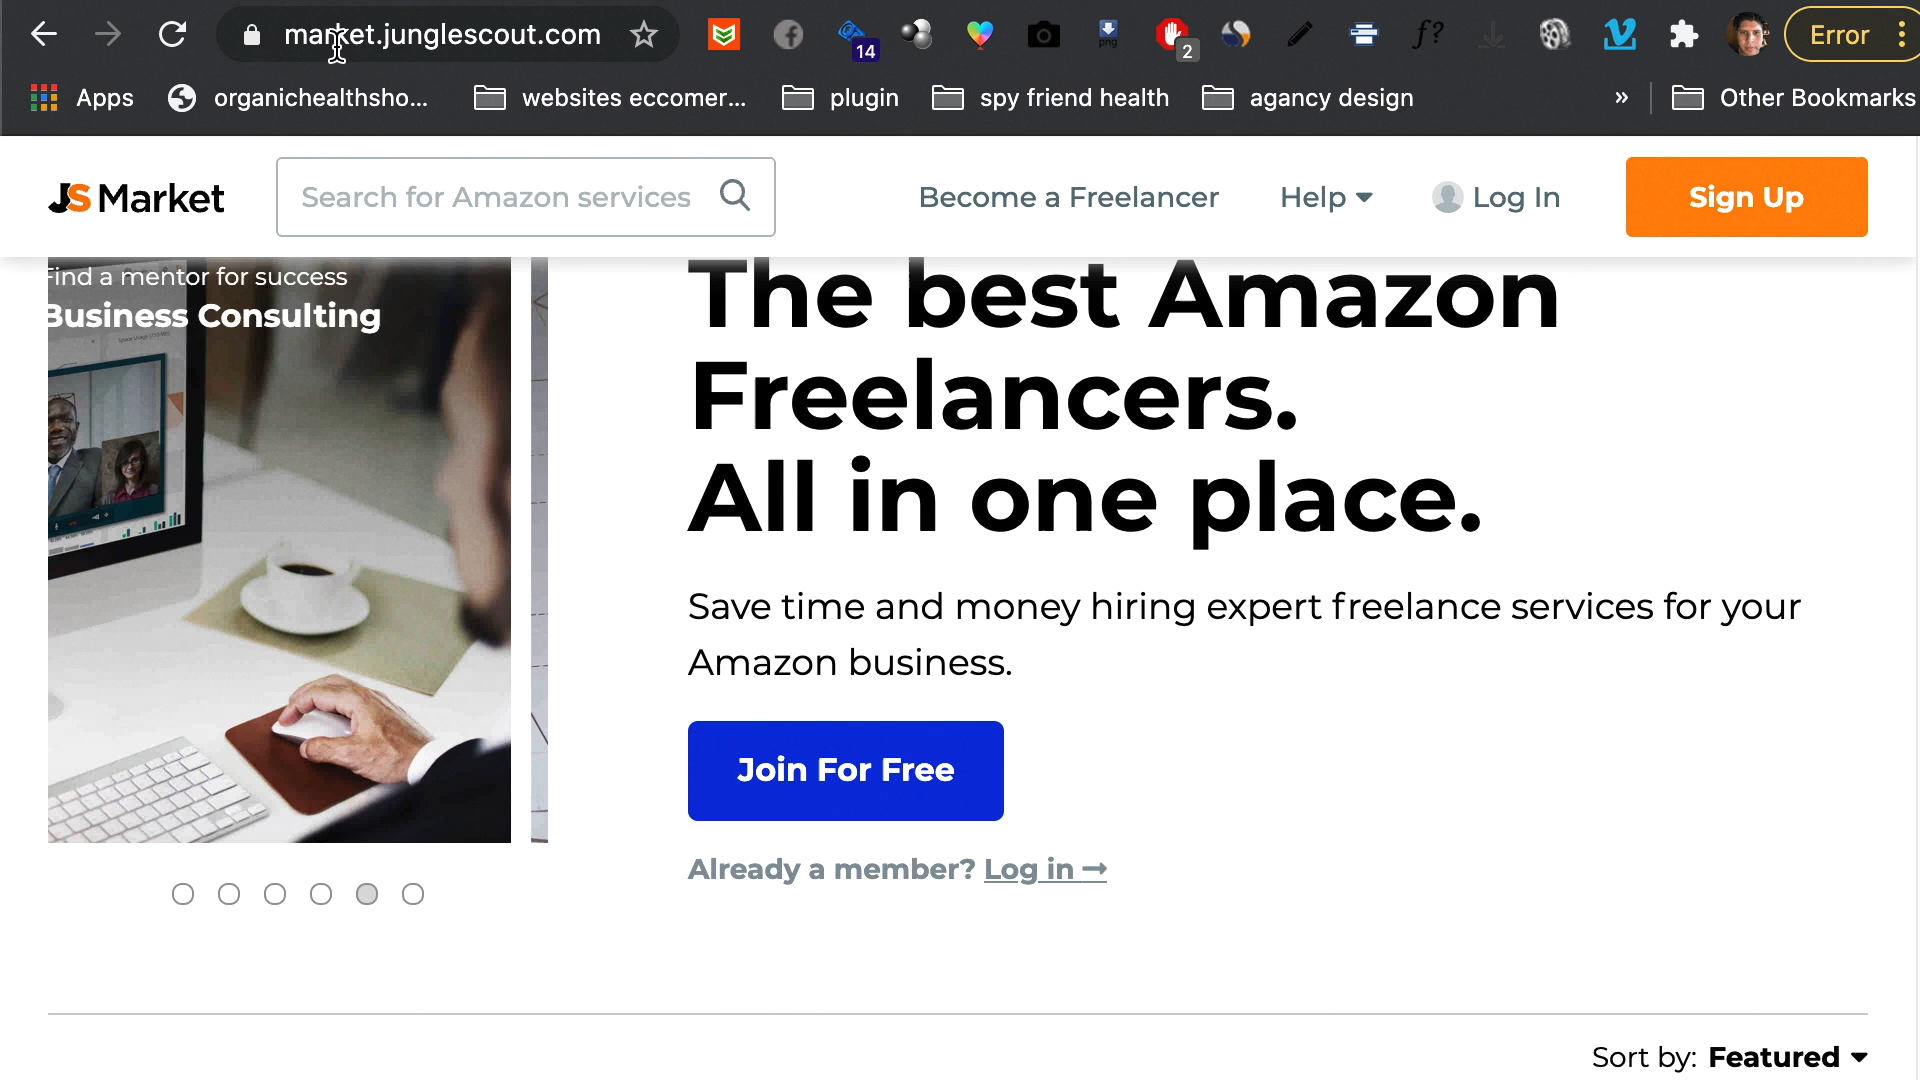 market.junglescout.com
14
png
2
f?
Error
Apps
organichealthsho...
websites eccomer...
plugin
spy friend health
agancy design
»
Other Bookmarks
JS Market
Search for Amazon services
Become a Freelancer
Help
Log In
Sign Up
Find a mentor for success
Business Consulting
The best Amazon
Freelancers.
All in one place.
Save time and money hiring expert freelance services for your
Amazon business.
Join For Free
Already a member? Log in →
Sort by: Featured